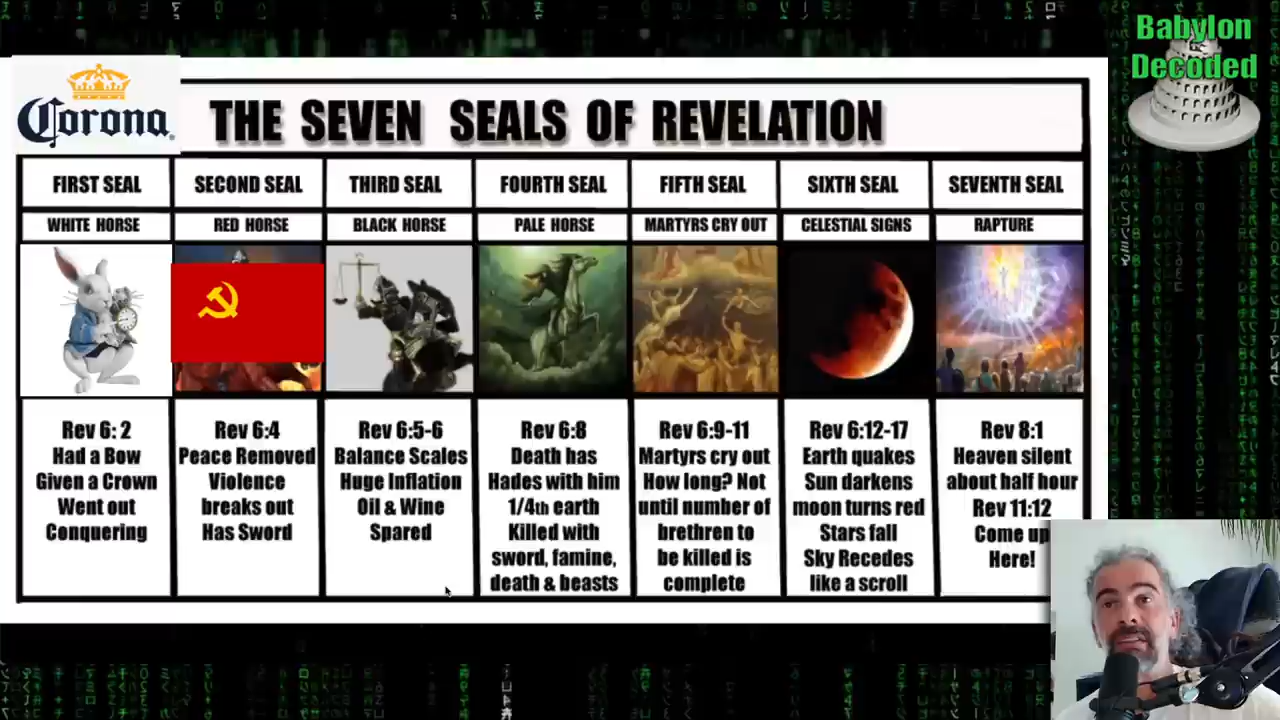 Babylon
Decoded
Corona
THE SEVEN SEALS OF REVELATION
FIRST SEAL
SECOND SEAL
THIRD SEAL
FOURTH SEAL
FIFTH SEAL
SIXTH SEAL
SEVENTH SEAL
WHITE HORSE
RED HORSE
BLACK HORSE
PALE HORSE
MARTYRS CRY OUT
CELESTIAL SIGNS
RAPTURE
Rev 6: 2
Had a Bow
Given a Crown
Went out
Conquering
Rev 6:4
Peace Removed
Violence
breaks out
Has Sword
Rev 6:5-6
Balance Scales
Huge Inflation
Oil & Wine
Spared
Rev 6:8
Death has
Hades with him
1/4th earth
Killed with
sword, famine,
death & beasts
Rev 6:9-11
Martyrs cry out
How long? Not
until number of
brethren to
be killed is
complete
Rev 6:12-17
Earth quakes
Sun darkens
moon turns red
Stars fall
Sky Recedes
like a scroll
Rev 8:1
Heaven silent
about half hour
Rev 11:12
Come up
Here!